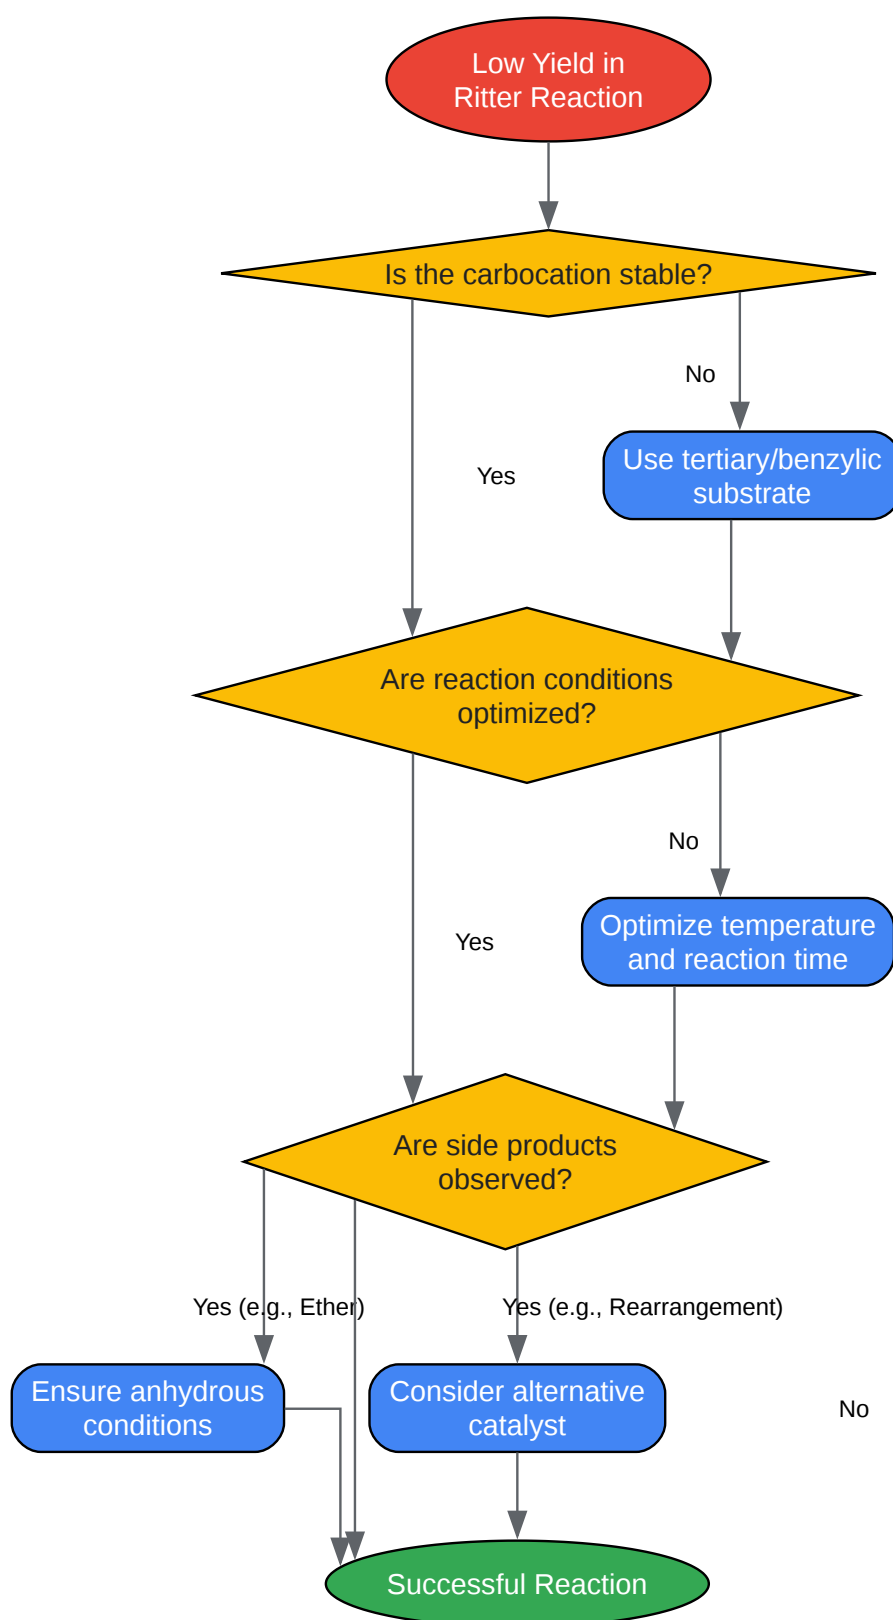 Low Yield in
Ritter Reaction
Is the carbocation stable?
No
Use tertiary/benzylic
substrate
Yes
Are reaction conditions
optimized?
No
Optimize temperature
and reaction time
Yes
Are side products
observed?
Yes (e.g., Ether)
Yes (e.g., Rearrangement)
Ensure anhydrous
conditions
Consider alternative
catalyst
No
Successful Reaction